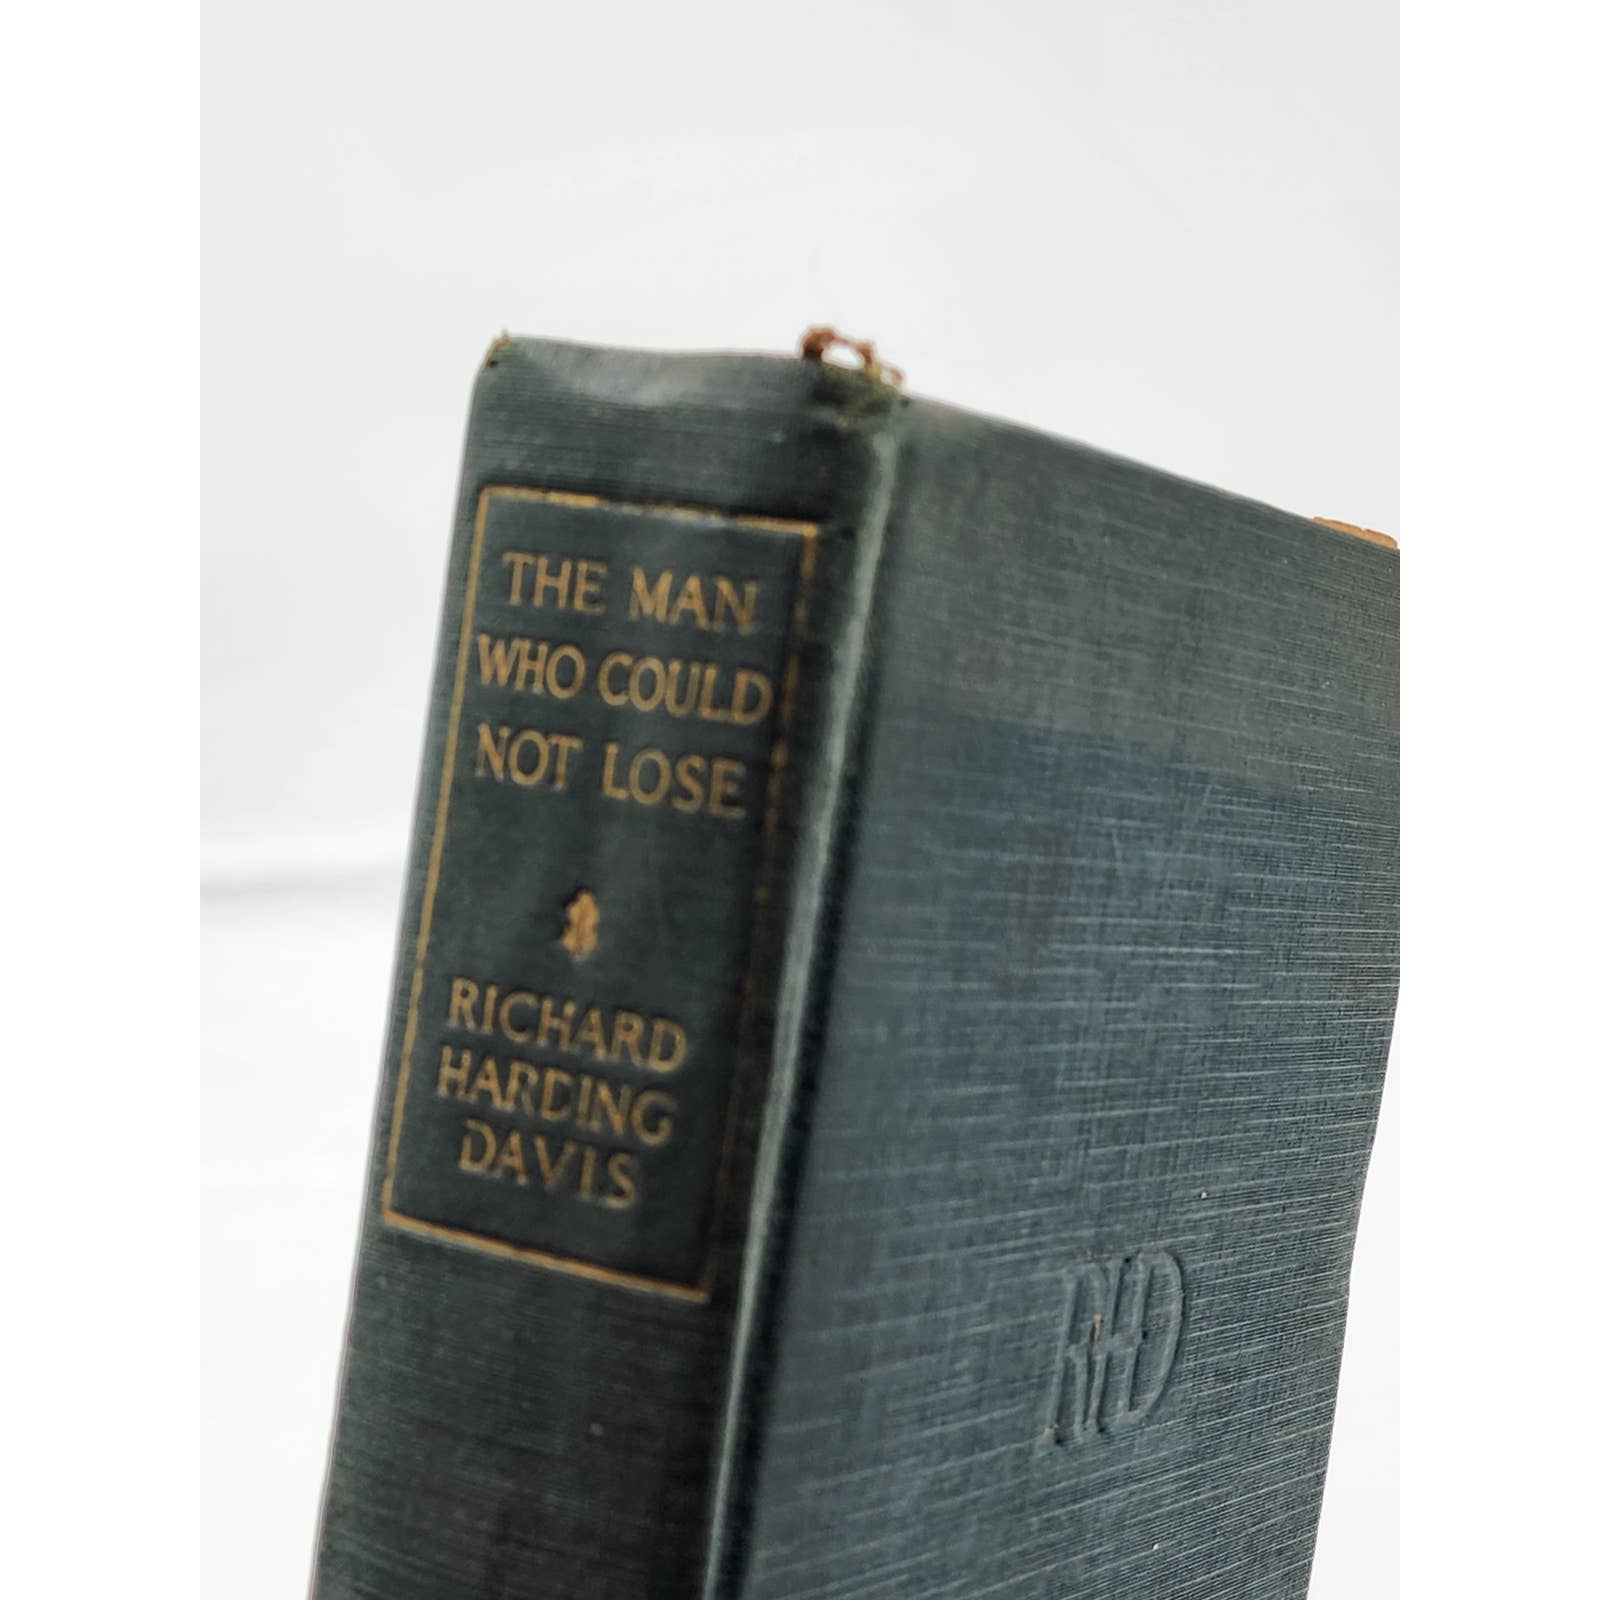 THE MAN
WHO COULD
NOT LOSE
RICHARD
HARDING
DAVIS
RHD